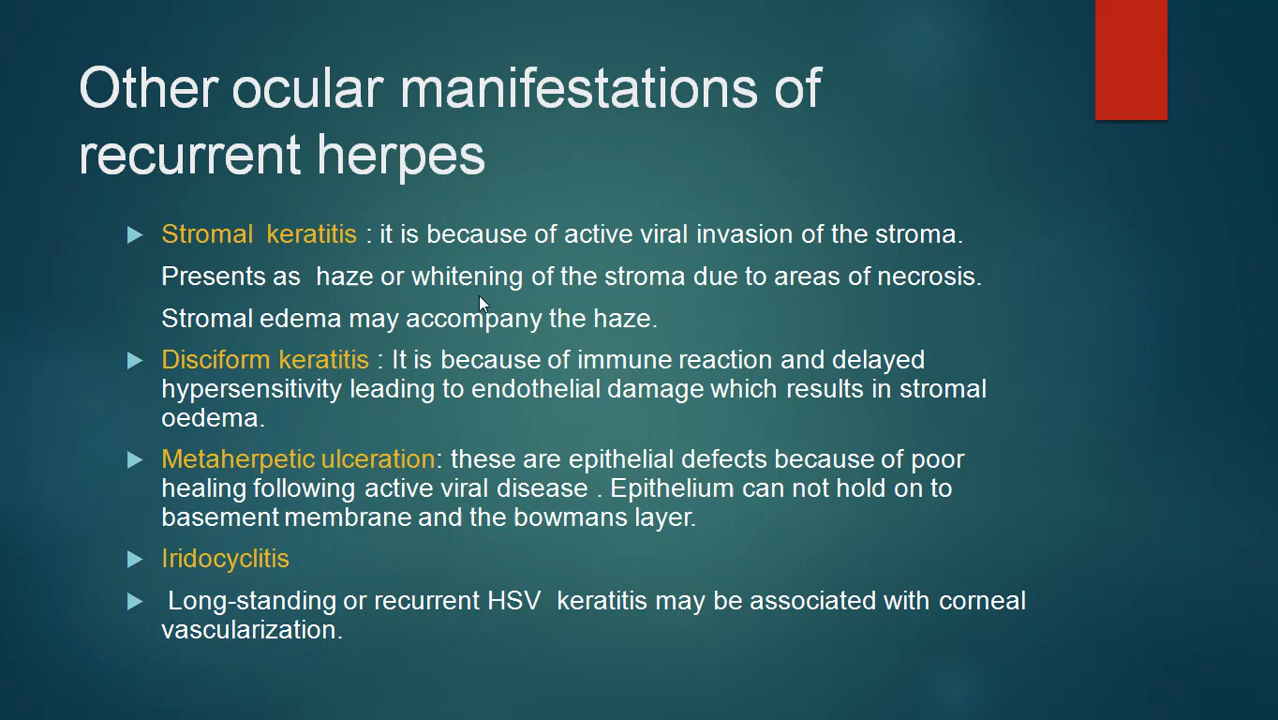 Other ocular manifestations of
recurrent herpes
Stromal keratitis : it is because of active viral invasion of the stroma.
Presents as haze or whitening of the stroma due to areas of necrosis.
Stromal edema may accompany the haze.
Disciform keratitis : It is because of immune reaction and delayed
hypersensitivity leading to endothelial damage which results in stromal
oedema.
Metaherpetic ulceration: these are epithelial defects because of poor
healing following active viral disease . Epithelium can not hold on to
basement membrane and the bowmans layer.
Iridocyclitis
Long-standing or recurrent HSV keratitis may be associated with corneal
vascularization.